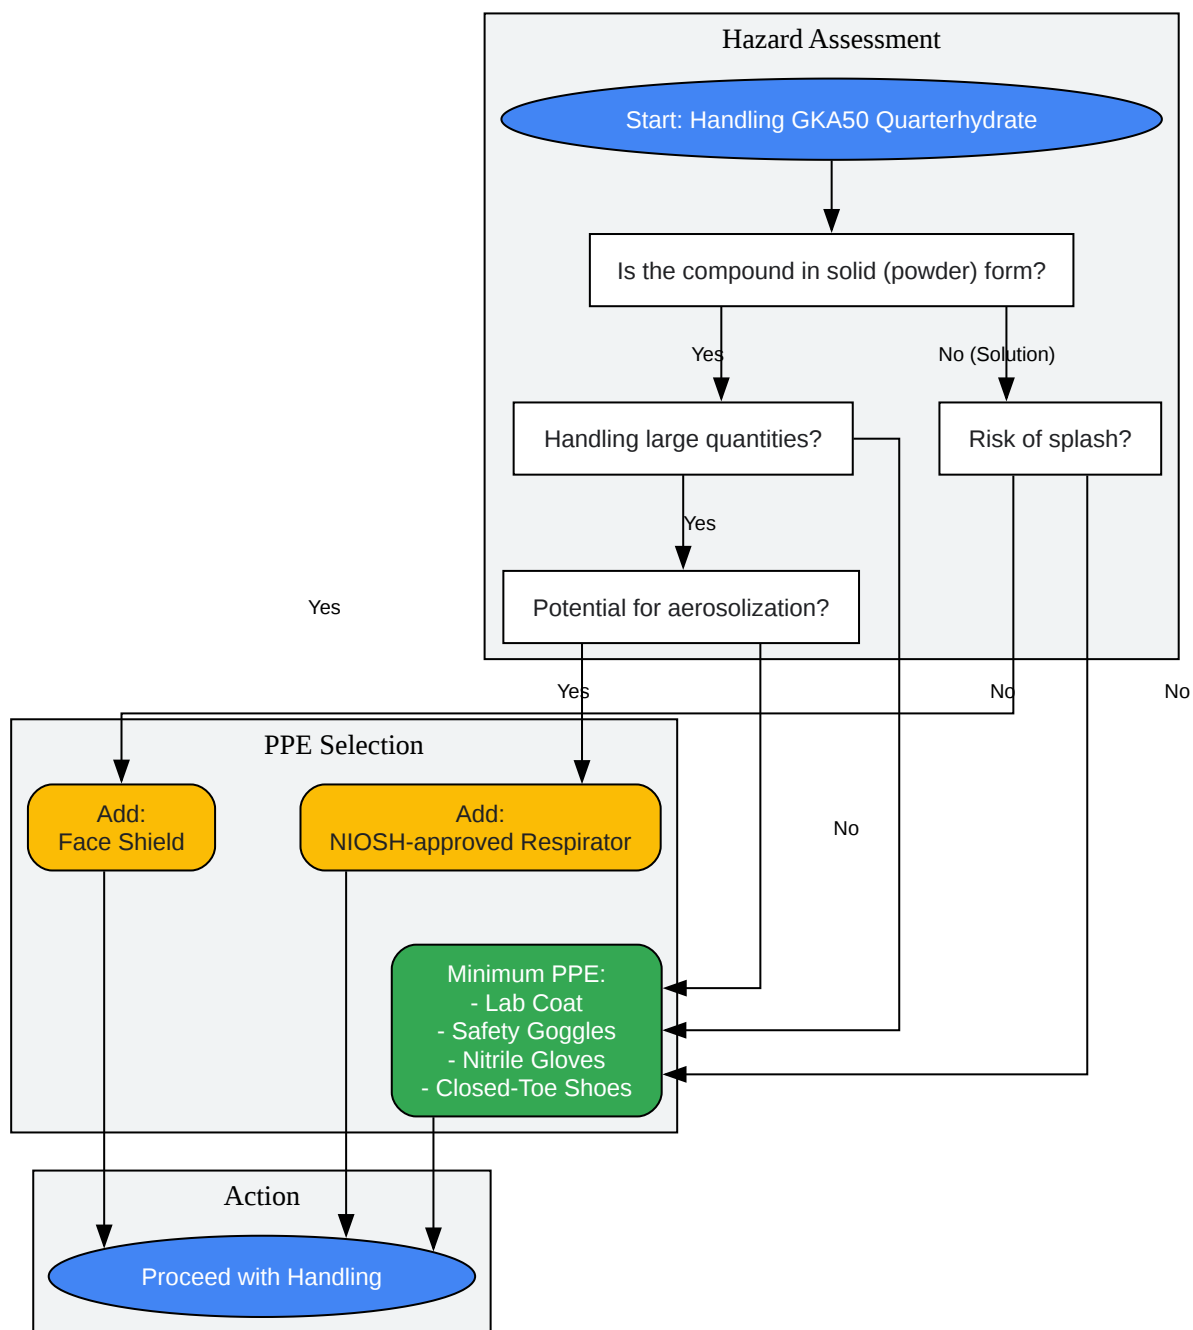 Hazard Assessment
Start: Handling GKA50 Quarterhydrate
Is the compound in solid (powder) form?
Yes
No (Solution)
Handling large quantities?
Risk of splash?
Yes
Potential for aerosolization?
Yes
Yes
No
No
PPE Selection
Add:
Face Shield
Add:
NIOSH-approved Respirator
No
Minimum PPE:
- Lab Coat
- Safety Goggles
- Nitrile Gloves
- Closed-Toe Shoes
Action
Proceed with Handling